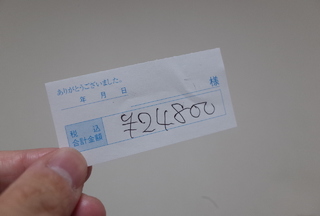 ありがとうございました。
年 月 日
様
税込
合計金額 ¥24800